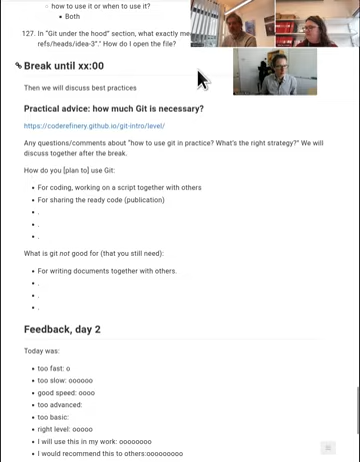 how to use it or when to use it?
Both
127. In "Git under the hood" section, what exactly
refs/heads/idea-3"." How do I open the file?
Break until xx:00
Then we will discuss best practices
Practical advice: how much Git is necessary?
https://coderefinery.github.io/git-intro/level/
Any questions/comments about "how to use git in practice? What's the right strategy?" We will
discuss together after the break.
How do you [plan to] use Git:
For coding, working on a script together with others
For sharing the ready code (publication)
.
.
.
What is git not good for (that you still need):
For writing documents together with others.
.
.
.
Feedback, day 2
Today was:
too fast: o
too slow: oooooo
good speed: oooo
too advanced:
too basic:
right level: ooooo
I will use this in my work: oooooooo
I would recommend this to others:ooooooooo